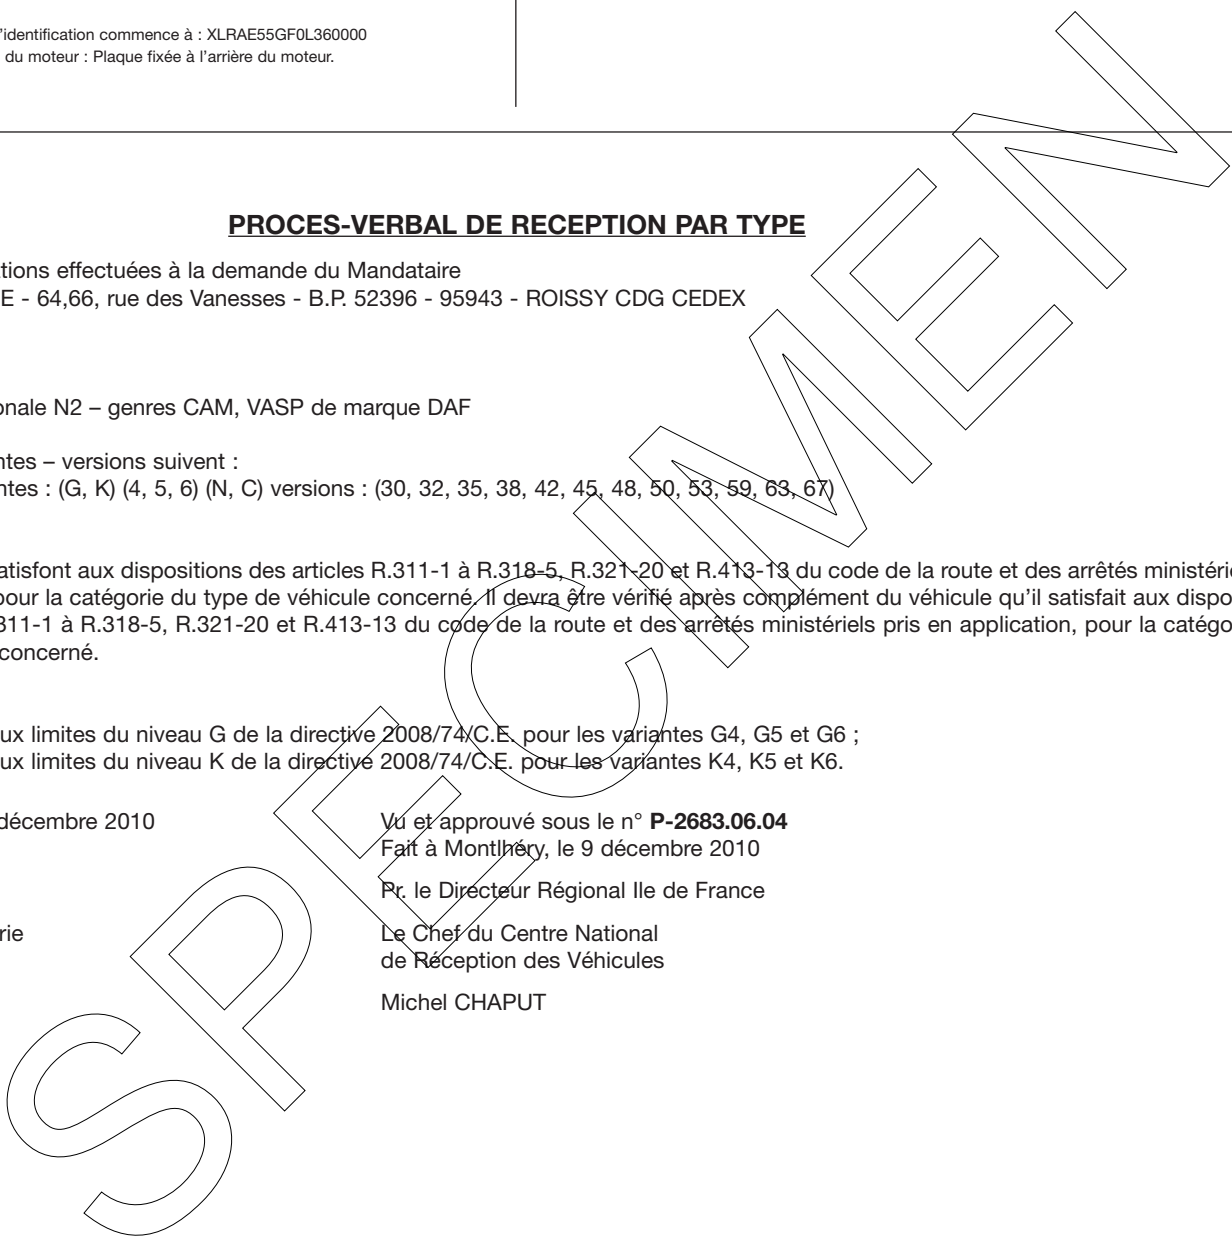 'identification commence à : XLRAE55GF0L360000
du moteur : Plaque fixée à l'arrière du moteur.
PROCES-VERBAL DE RECEPTION PAR TYPE
tions effectuées à la demande du Mandataire
E - 64,66, rue des Vanesses - B.P. 52396 - 95943 - ROISSY CDG CEDEX
onale N2 – genres CAM, VASP de marque DAF
ntes – versions suivent :
ntes : (G, K) (4, 5, 6) (N, C) versions : (30, 32, 35, 38, 42, 45, 48, 50, 53, 59, 63, 67)
atisfont aux dispositions des articles R.311-1 à R.318-5, R.321-20 et R.413-13 du code de la route et des arrêtés ministérie
pour la catégorie du type de véhicule concerné. Il devra être vérifié après complément du véhicule qu'il satisfait aux dispo
311-1 à R.318-5, R.321-20 et R.413-13 du code de la route et des arrêtés ministériels pris en application, pour la catégo
concerné.
ux limites du niveau G de la directive 2008/74/C.E. pour les variantes G4, G5 et G6 ;
ux limites du niveau K de la directive 2008/74/C.E. pour les variantes K4, K5 et K6.
décembre 2010
Vu et approuvé sous le n° P-2683.06.04
Fait à Montlhéry, le 9 décembre 2010
Pr. le Directeur Régional Ile de France
rie
Le Chef du Centre National
de Réception des Véhicules
Michel CHAPUT
SPECIMEN